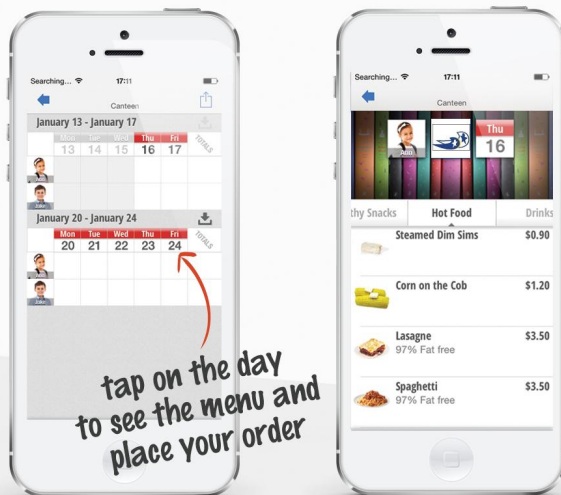 Searching... 17:11
Canteen
January 13 - January 17
Mon Tue Wed Thu Fri TOTALS
13 14 15 16 17
January 20 - January 24
Mon Tue Wed Thu Fri TOTALS
20 21 22 23 24
tap on the day
to see the menu and
place your order
Searching... 17:11
Canteen
Thu
16
thy Snacks Hot Food Drinks
Steamed Dim Sims $0.90
Corn on the Cob $1.20
Lasagne $3.50
97% Fat free
Spaghetti $3.50
97% Fat free